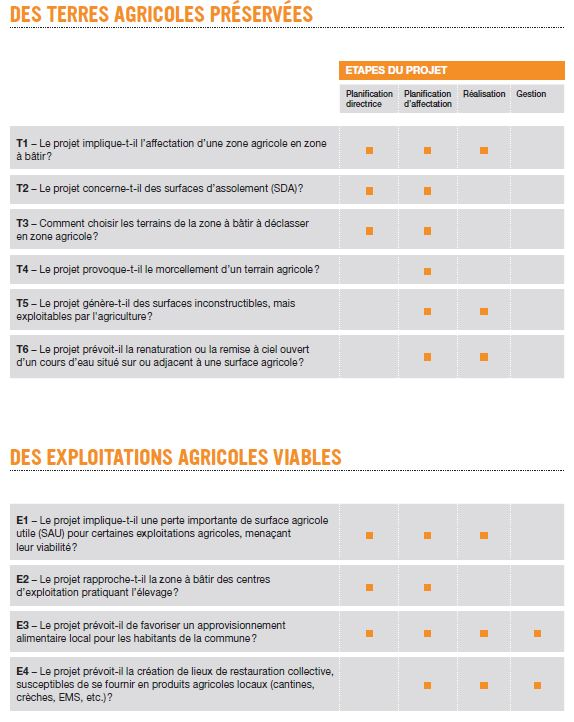 DES TERRES AGRICOLES PRÉSERVÉES
ETAPES DU PROJET
Planification
directrice
Planification
d'affectation
Réalisation
Gestion
T1 – Le projet implique-t-il l'affectation d'une zone agricole en zone
à bâtir?
T2 – Le projet concerne-t-il des surfaces d'assolement (SDA)?
T3 – Comment choisir les terrains de la zone à bâtir à déclasser
en zone agricole?
T4 – Le projet provoque-t-il le morcellement d'un terrain agricole?
T5 – Le projet génère-t-il des surfaces inconstructibles, mais
exploitables par l'agriculture?
T6 – Le projet prévoit-il la renaturation ou la remise à ciel ouvert
d'un cours d'eau situé sur ou adjacent à une surface agricole?
DES EXPLOITATIONS AGRICOLES VIABLES
E1 – Le projet implique-t-il une perte importante de surface agricole
utile (SAU) pour certaines exploitations agricoles, menaçant
leur viabilité?
E2 – Le projet rapproche-t-il la zone à bâtir des centres
d'exploitation pratiquant l'élevage?
E3 – Le projet prévoit-il de favoriser un approvisionnement
alimentaire local pour les habitants de la commune?
E4 – Le projet prévoit-il la création de lieux de restauration collective,
susceptibles de se fournir en produits agricoles locaux (cantines,
crèches, EMS, etc.)?